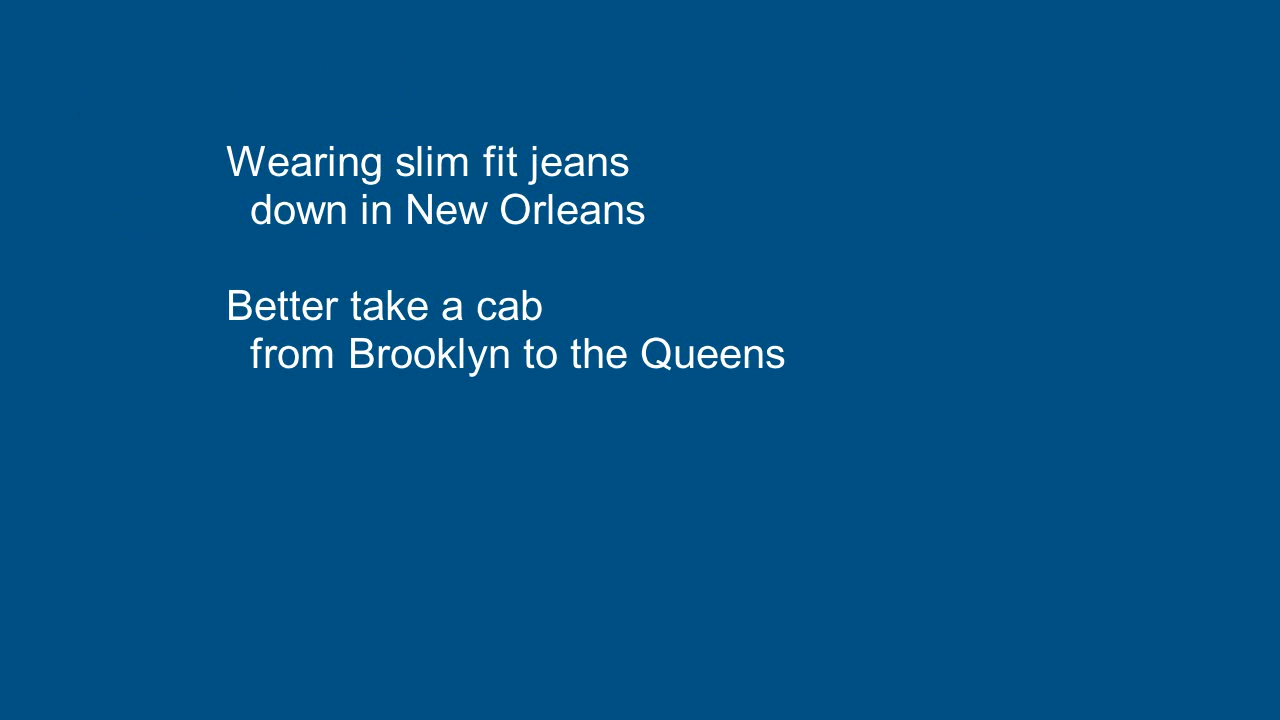 Wearing slim fit jeans
down in New Orleans
Better take a cab
from Brooklyn to the Queens